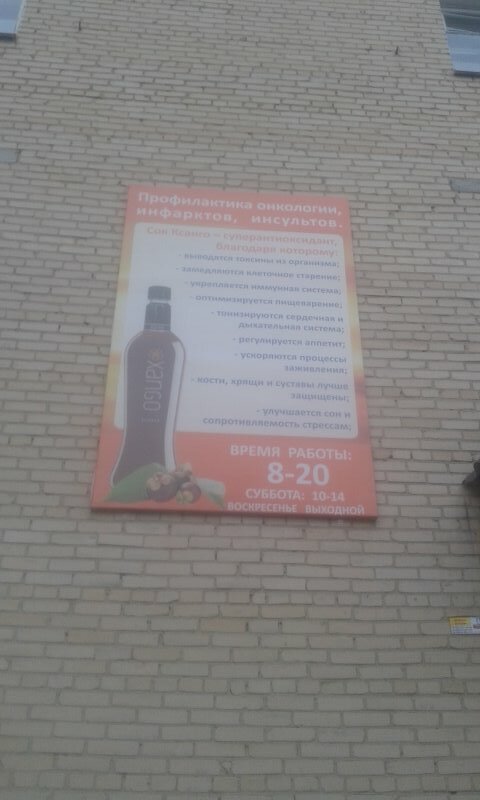 Профилактика онкологии,
инфарктов, инсультов.
Сок Ксанго – суперантиоксидант,
благодаря которому:
- выводятся токсины из организма;
- замедляются клеточное старение;
- укрепляется иммунная система;
- оптимизируется пищеварение;
- тонизируются сердечная и
дыхательная система;
- регулируется аппетит;
- ускоряются процессы
заживления;
- кости, хрящи и суставы лучше
защищены;
- улучшается сон и
сопротивляемость стрессам;
xango
ВРЕМЯ РАБОТЫ:
8-20
СУББОТА: 10-14
ВОСКРЕСЕНЬЕ ВЫХОДНОЙ